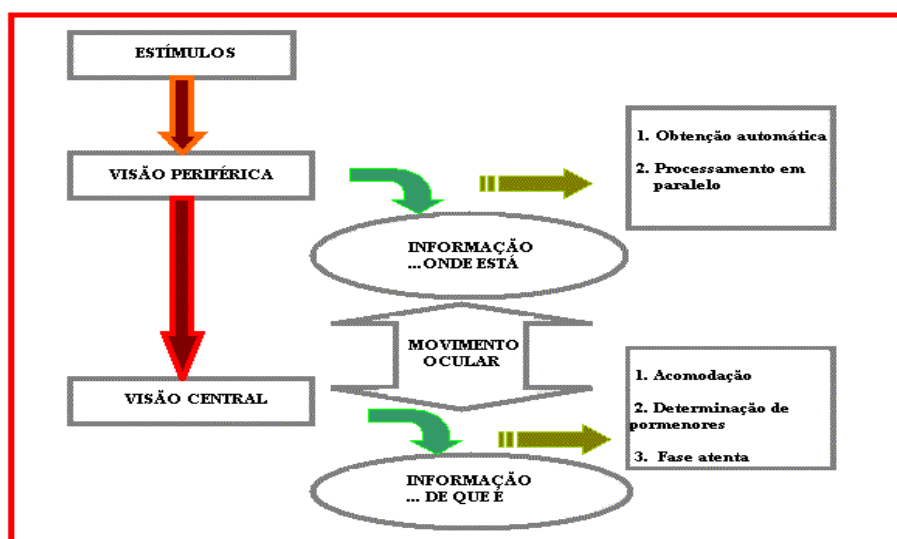 ESTÍMULOS
VISÃO PERIFÉRICA
INFORMAÇÃO
...ONDE ESTÁ
1. Obtenção automática
2. Processamento em
paralelo
MOVIMENTO
OCULAR
VISÃO CENTRAL
INFORMAÇÃO
... DE QUE É
1. Acomodação
2. Determinação de
pormenores
3. Fase atenta